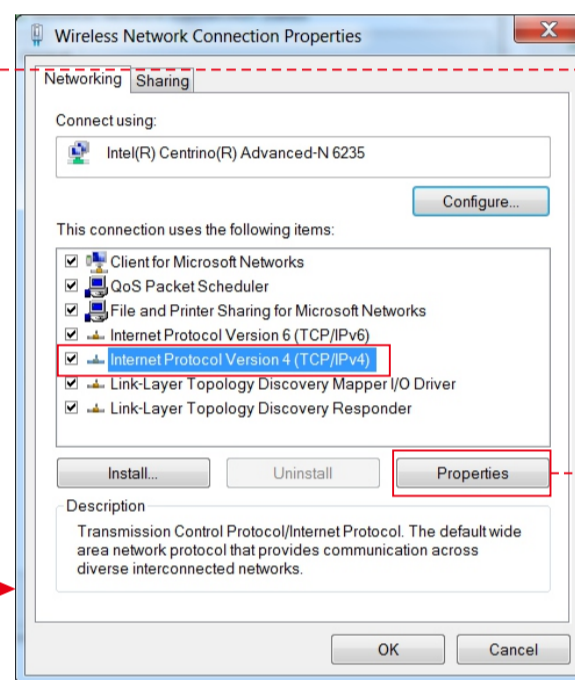 Wireless Network Connection Properties
Networking
Sharing
Connect using:
Intel(R) Centrino(R) Advanced-N 6235
Configure...
This connection uses the following items:
Client for Microsoft Networks
QoS Packet Scheduler
File and Printer Sharing for Microsoft Networks
Internet Protocol Version 6 (TCP/IPv6)
Internet Protocol Version 4 (TCP/IPv4)
Link-Layer Topology Discovery Mapper I/O Driver
Link-Layer Topology Discovery Responder
Install...
Uninstall
Properties
Description
Transmission Control Protocol/Internet Protocol. The default wide
area network protocol that provides communication across
diverse interconnected networks.
OK
Cancel